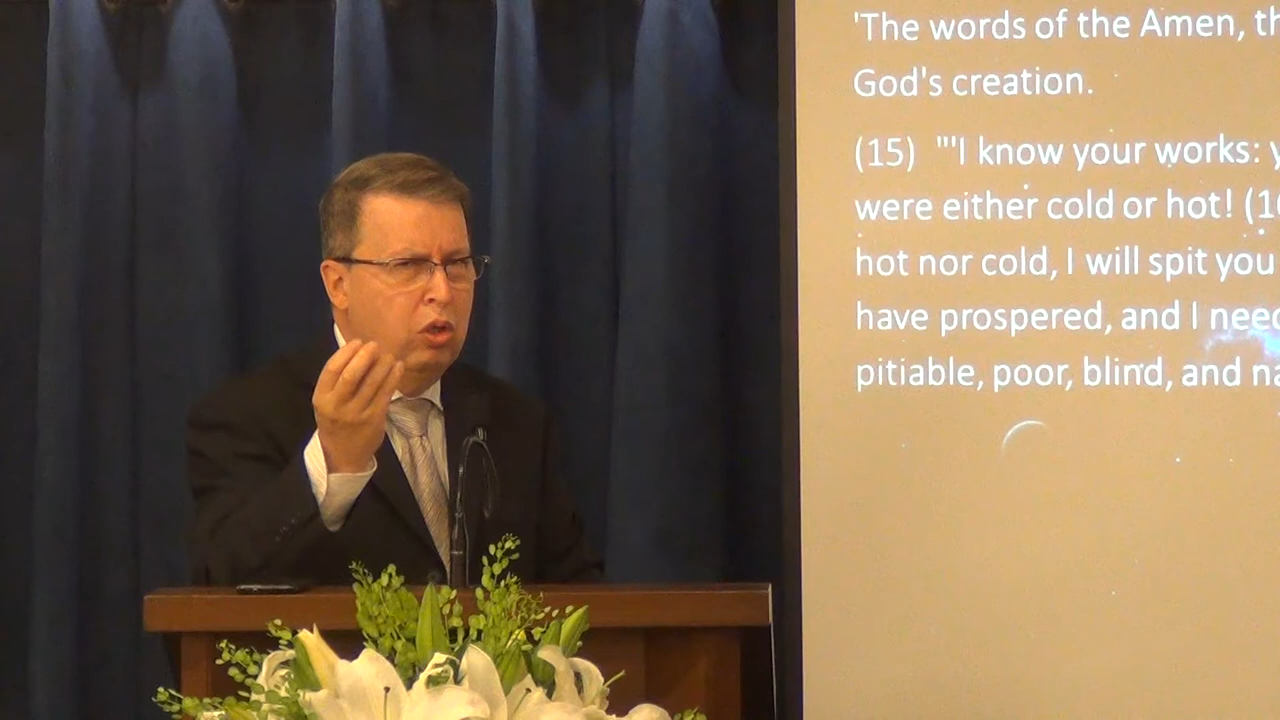 'The words of the Amen, th
God's creation.
(15) "'I know your works: y
were either cold or hot! (16
hot nor cold, I will spit you
have prospered, and I need
pitiable, poor, blind, and na